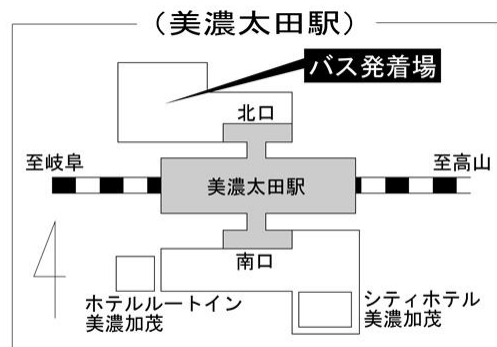 （美濃太田駅）
バス発着場
北口
至岐阜
至高山
美濃太田駅
南口
ホテルルートイン
美濃加茂
シティホテル
美濃加茂